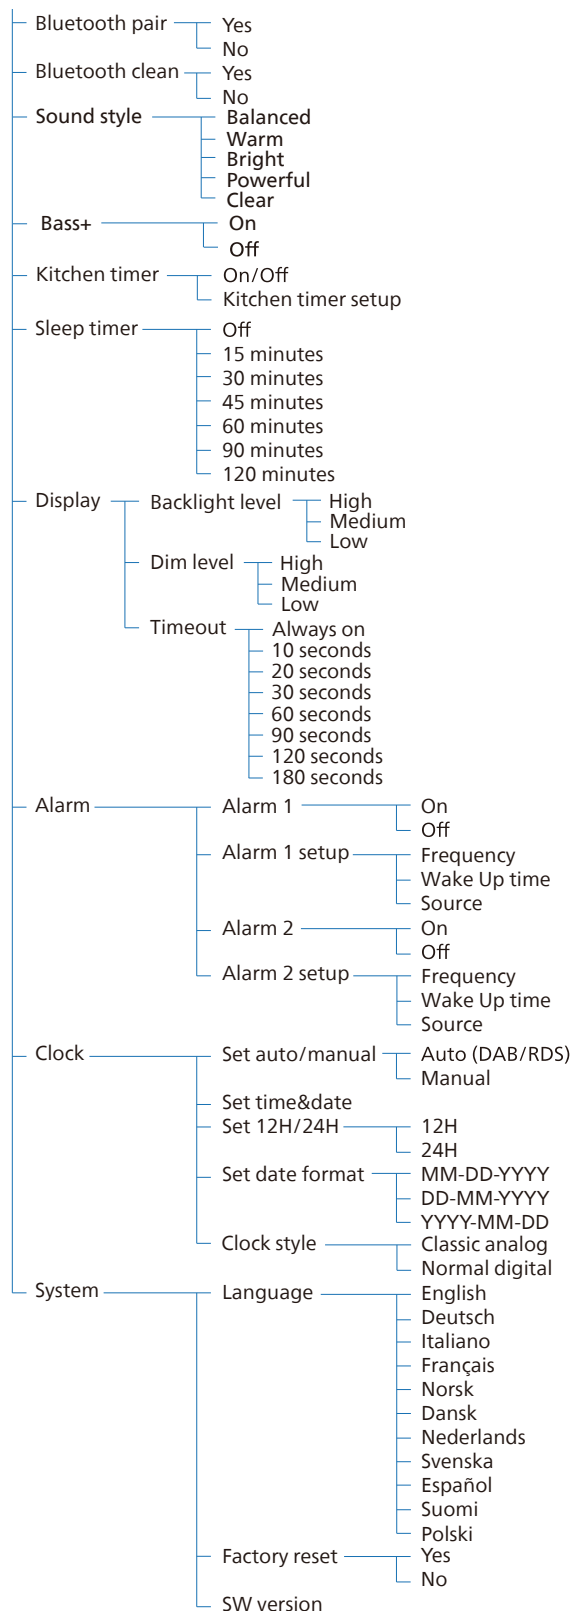 Bluetooth pair Yes
No
Bluetooth clean Yes
No
Sound style Balanced
Warm
Bright
Powerful
Clear
Bass+ On
Off
Kitchen timer On/Off
Kitchen timer setup
Sleep timer Off
15 minutes
30 minutes
45 minutes
60 minutes
90 minutes
120 minutes
Display Backlight level High
Medium
Low
Dim level High
Medium
Low
Timeout Always on
10 seconds
20 seconds
30 seconds
60 seconds
90 seconds
120 seconds
180 seconds
Alarm Alarm 1 On
Off
Alarm 1 setup Frequency
Wake Up time
Source
Alarm 2 On
Off
Alarm 2 setup Frequency
Wake Up time
Source
Clock Set auto/manual Auto (DAB/RDS)
Manual
Set time&date
Set 12H/24H 12H
24H
Set date format MM-DD-YYYY
DD-MM-YYYY
YYYY-MM-DD
Clock style Classic analog
Normal digital
System Language English
Deutsch
Italiano
Français
Norsk
Dansk
Nederlands
Svenska
Español
Suomi
Polski
Factory reset Yes
No
SW version